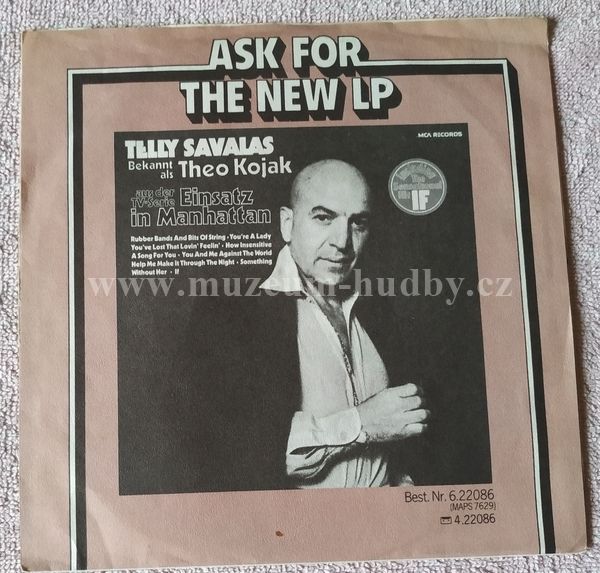 ASK FOR
THE NEW LP
TELLY SAVALAS
MCA RECORDS
Bekannt
als Theo Kojak
aus der
TV-Serie Einsatz
in Manhattan
IF
Rubber Bands And Bits Of String · You're A Lady
You've Lost That Lovin' Feelin' · How Insensitive
A Song For You · You And Me Against The World
Help Me Make It Through The Night · Something
Without Her · If
www.muzeum-hudby.cz
Best. Nr. 6.22086
(MAPS 7629)
4.22086